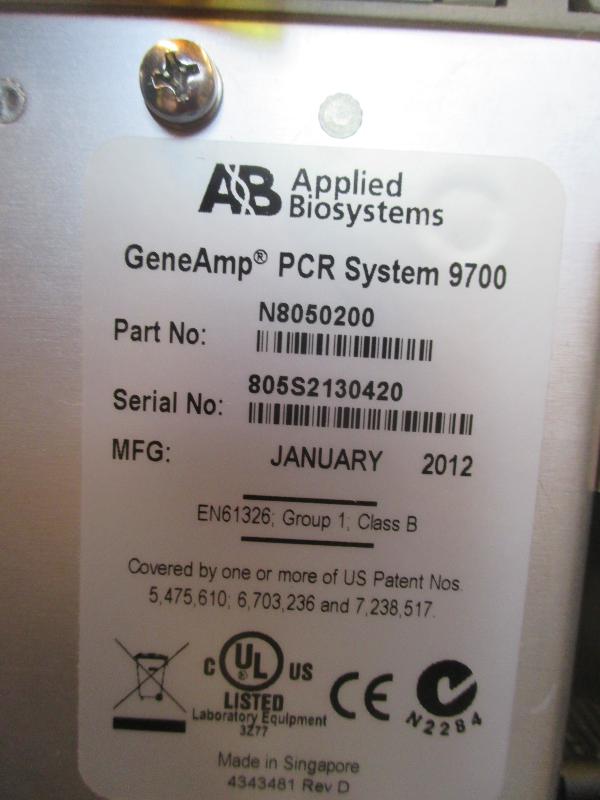 AB Applied
Biosystems
GeneAmp® PCR System 9700
Part No: N8050200
Serial No: 805S2130420
MFG: JANUARY 2012
EN61326; Group 1; Class B
Covered by one or more of US Patent Nos.
5,475,610; 6,703,236 and 7,238,517.
C UL ® US
LISTED
Laboratory Equipment
3Z77
CE
N2284
Made in Singapore
4343481 Rev D